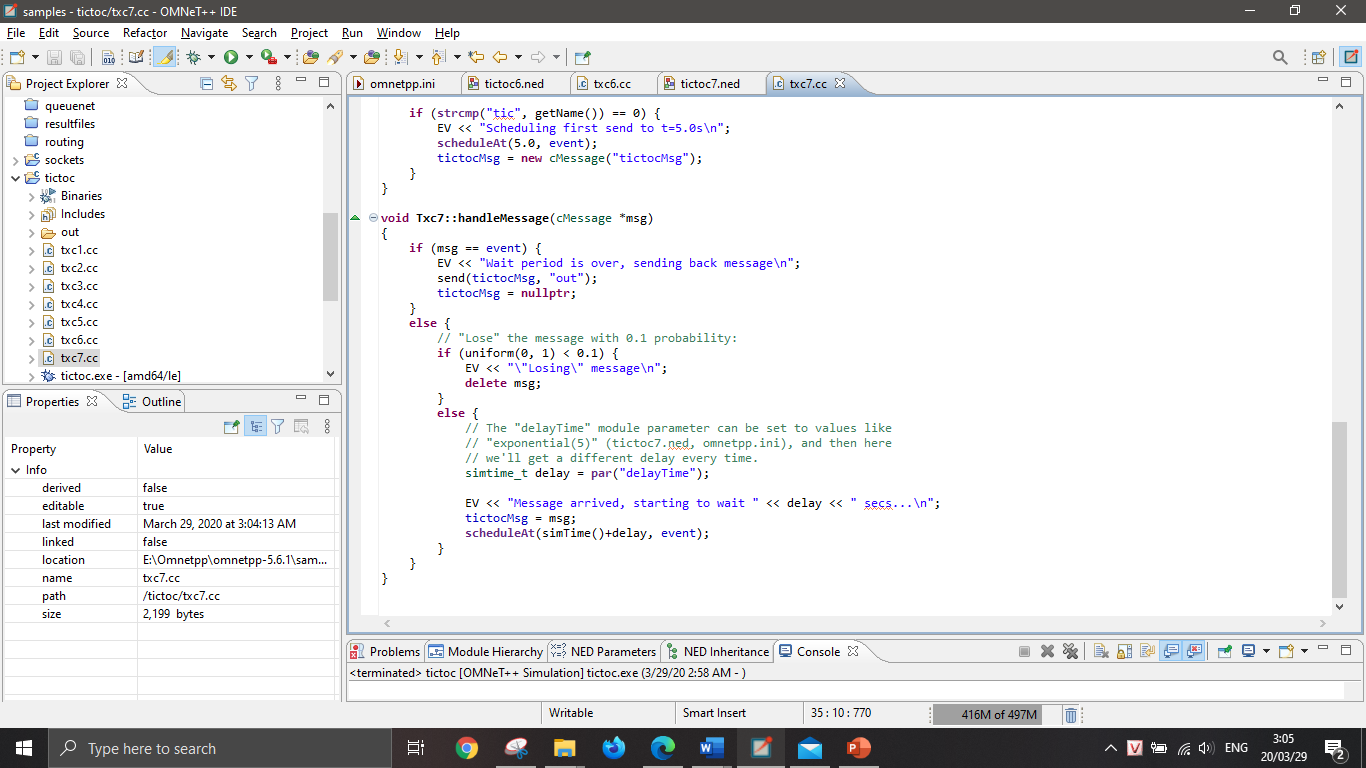 samples - tictoc/txc7.cc - OMNeT++ IDE
File Edit Source Refactor Navigate Search Project Run Window Help
Project Explorer
queuenet
resultfiles
routing
sockets
tictoc
Binaries
Includes
out
txc1.cc
txc2.cc
txc3.cc
txc4.cc
txc5.cc
txc6.cc
txc7.cc
tictoc.exe - [amd64/le]
Properties Outline
Property Value
Info
derived false
editable true
last modified March 29, 2020 at 3:04:13 AM
linked false
location E:\Omnetpp\omnetpp-5.6.1\sam...
name txc7.cc
path /tictoc/txc7.cc
size 2,199 bytes
omnetpp.ini tictoc6.ned txc6.cc tictoc7.ned txc7.cc
if (strcmp("tic", getName()) == 0) {
EV << "Scheduling first send to t=5.0s\n";
scheduleAt(5.0, event);
tictocMsg = new cMessage("tictocMsg");
}
}
void Txc7::handleMessage(cMessage *msg)
{
if (msg == event) {
EV << "Wait period is over, sending back message\n";
send(tictocMsg, "out");
tictocMsg = nullptr;
}
else {
// "Lose" the message with 0.1 probability:
if (uniform(0, 1) < 0.1) {
EV << "\"Losing\" message\n";
delete msg;
}
else {
// The "delayTime" module parameter can be set to values like
// "exponential(5)" (tictoc7.ned, omnetpp.ini), and then here
// we'll get a different delay every time.
simtime_t delay = par("delayTime");
EV << "Message arrived, starting to wait " << delay << " secs...\n";
tictocMsg = msg;
scheduleAt(simTime()+delay, event);
}
}
}
Problems Module Hierarchy NED Parameters NED Inheritance Console
<terminated> tictoc [OMNeT++ Simulation] tictoc.exe (3/29/20 2:58 AM - )
Writable Smart Insert 35 : 10 : 770 416M of 497M
Type here to search
ENG
3:05
20/03/29
2